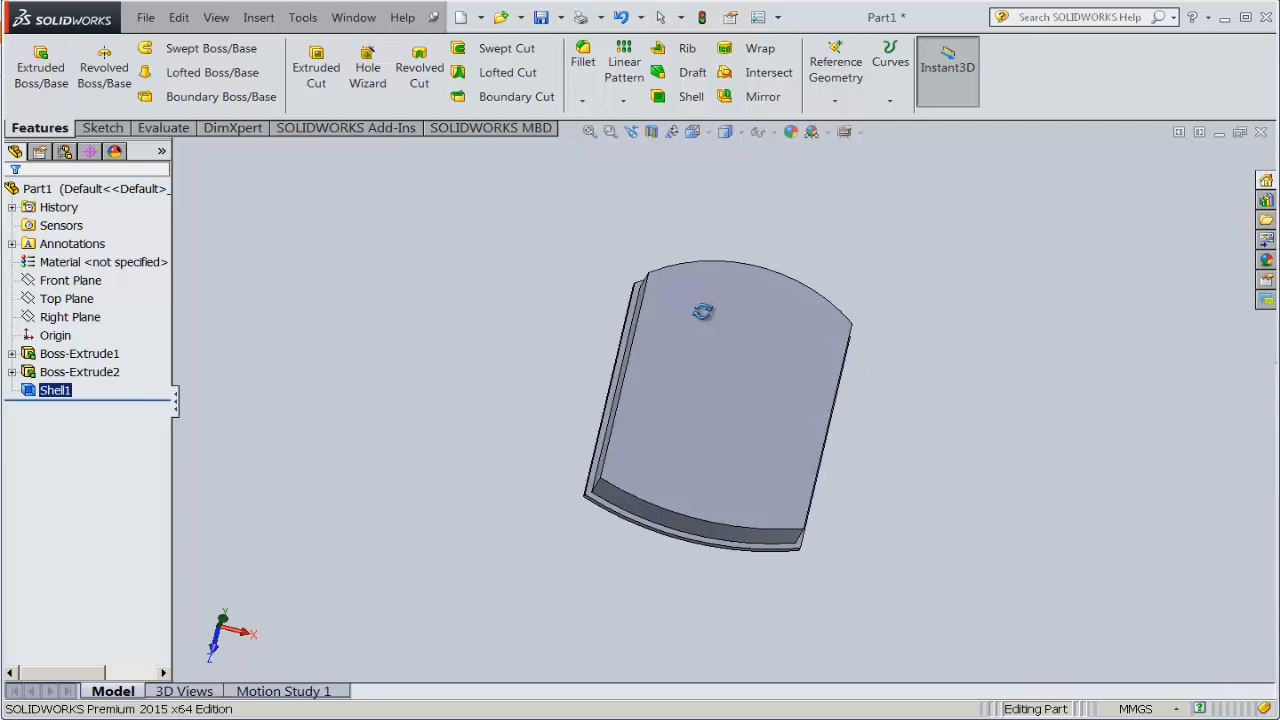 SOLIDWORKS File Edit View Insert Tools Window Help Part1 * Search SOLIDWORKS Help
Extruded Boss/Base
Revolved Boss/Base
Swept Boss/Base
Lofted Boss/Base
Boundary Boss/Base
Extruded Cut
Hole Wizard
Revolved Cut
Swept Cut
Lofted Cut
Boundary Cut
Fillet
Linear Pattern
Rib
Draft
Shell
Wrap
Intersect
Mirror
Reference Geometry
Curves
Instant3D
Features Sketch Evaluate DimXpert SOLIDWORKS Add-Ins SOLIDWORKS MBD
Part1 (Default<<Default>_
History
Sensors
Annotations
Material <not specified>
Front Plane
Top Plane
Right Plane
Origin
Boss-Extrude1
Boss-Extrude2
Shell1
Y
X
Z
Model 3D Views Motion Study 1
SOLIDWORKS Premium 2015 x64 Edition Editing Part MMGS